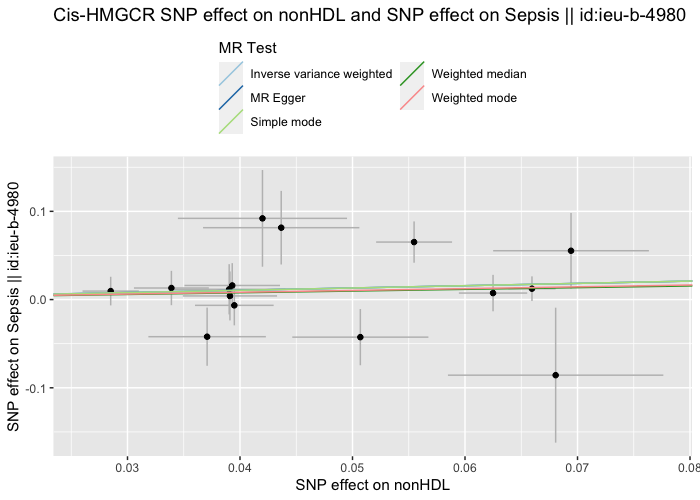 Cis-HMGCR SNP effect on nonHDL and SNP effect on Sepsis || id:ieu-b-4980
MR Test
Inverse variance weighted
Weighted median
MR Egger
Weighted mode
Simple mode
SNP effect on Sepsis || id:ieu-b-4980
0.1
0.0
-0.1
0.03 0.04 0.05 0.06 0.07 0.08
SNP effect on nonHDL